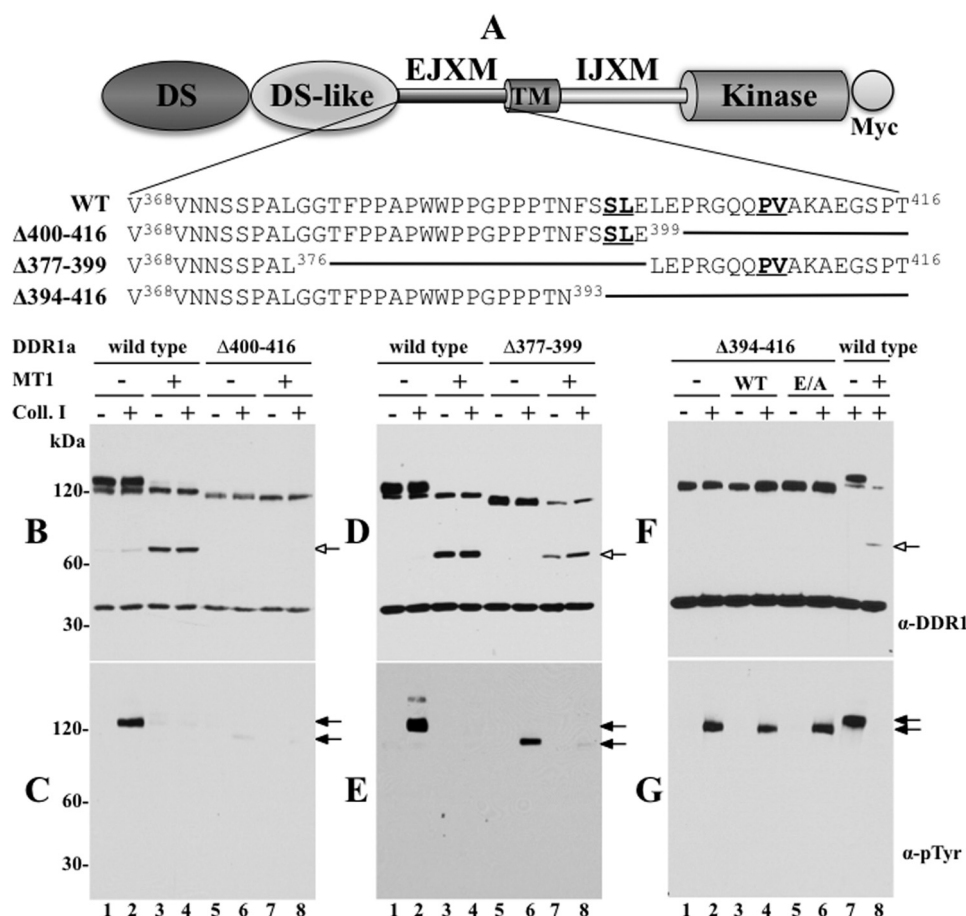 A
EJXM IJXM
DS DS-like TM Kinase
Myc
WT V368VNNSSPALGGTFPPAPWWPPGPPPTNFSSLELEPRGQQPVAKAEGSPT416
Δ400-416 V368VNNSSPALGGTFPPAPWWPPGPPPTNFSSLE399
Δ377-399 V368VNNSSPAL376 LEPRGQQPVAKAEGSPT416
Δ394-416 V368VNNSSPALGGTFPPAPWWPPGPPPTN393
DDR1a wild type Δ400-416 wild type Δ377-399 Δ394-416 wild type
MT1 - + - + - + - + - WT E/A - +
Coll. I - + - + - + - + - + - + - + - + - + - + - + + +
kDa
120-
B D F
60-
30-
α-DDR1
120-
C E G
60-
30-
α-pTyr
1 2 3 4 5 6 7 8 1 2 3 4 5 6 7 8 1 2 3 4 5 6 7 8